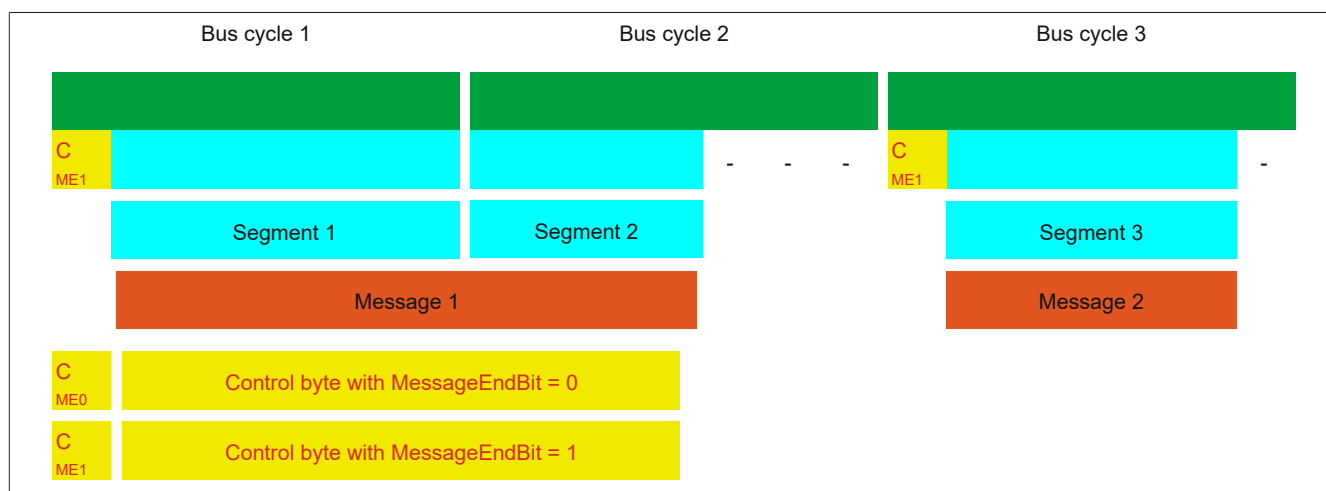 Bus cycle 1 Bus cycle 2 Bus cycle 3
C - - - C -
ME1 ME1
Segment 1 Segment 2 Segment 3
Message 1 Message 2
C
ME0
Control byte with MessageEndBit = 0
C
ME1
Control byte with MessageEndBit = 1